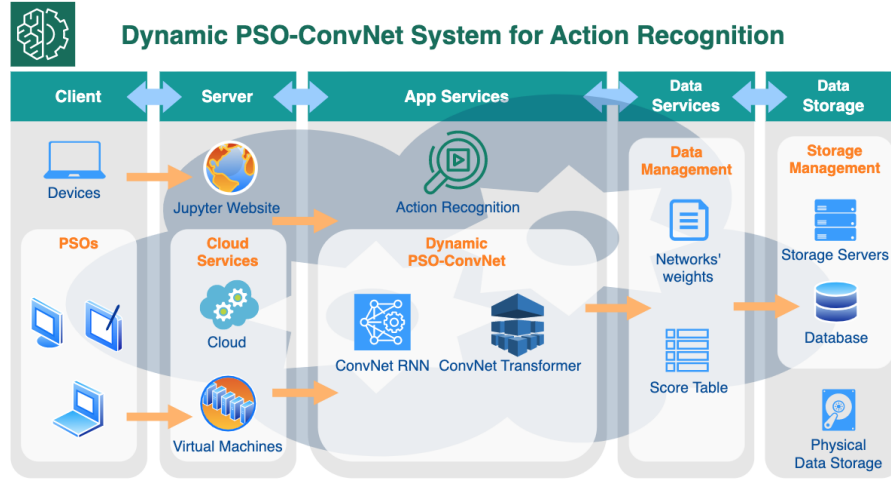 Dynamic PSO-ConvNet System for Action Recognition
Client
Server
App Services
Data
Services
Data
Storage
Devices
PSOs
Jupyter Website
Cloud
Services
Cloud
Virtual Machines
Action Recognition
Dynamic
PSO-ConvNet
ConvNet RNN
ConvNet Transformer
Data
Management
Networks'
weights
Score Table
Storage
Management
Storage Servers
Database
Physical
Data Storage